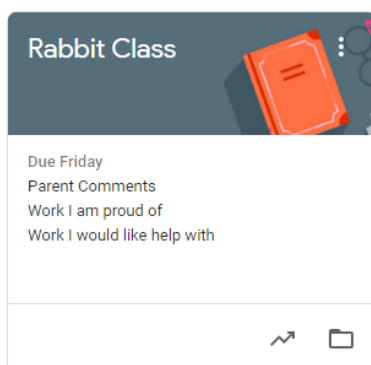 Rabbit Class
Due Friday
Parent Comments
Work I am proud of
Work I would like help with